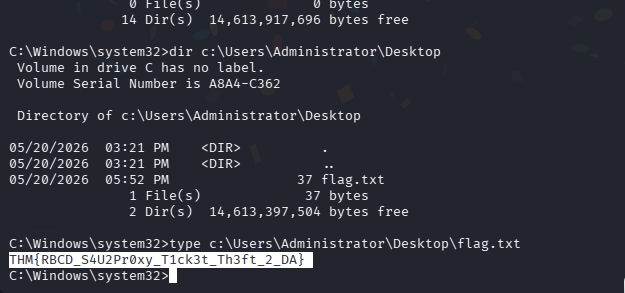 0 File(s)              0 bytes
              14 Dir(s)  14,613,917,696 bytes free
C:\Windows\system32>dir c:\Users\Administrator\Desktop
 Volume in drive C has no label.
 Volume Serial Number is A8A4-C362
 Directory of c:\Users\Administrator\Desktop
05/20/2026  03:21 PM    <DIR>          .
05/20/2026  03:21 PM    <DIR>          ..
05/20/2026  05:52 PM                37 flag.txt
               1 File(s)             37 bytes
               2 Dir(s)  14,613,397,504 bytes free
C:\Windows\system32>type c:\Users\Administrator\Desktop\flag.txt
THM{RBCD_S4U2Pr0xy_T1ck3t_Th3ft_2_DA}
C:\Windows\system32>